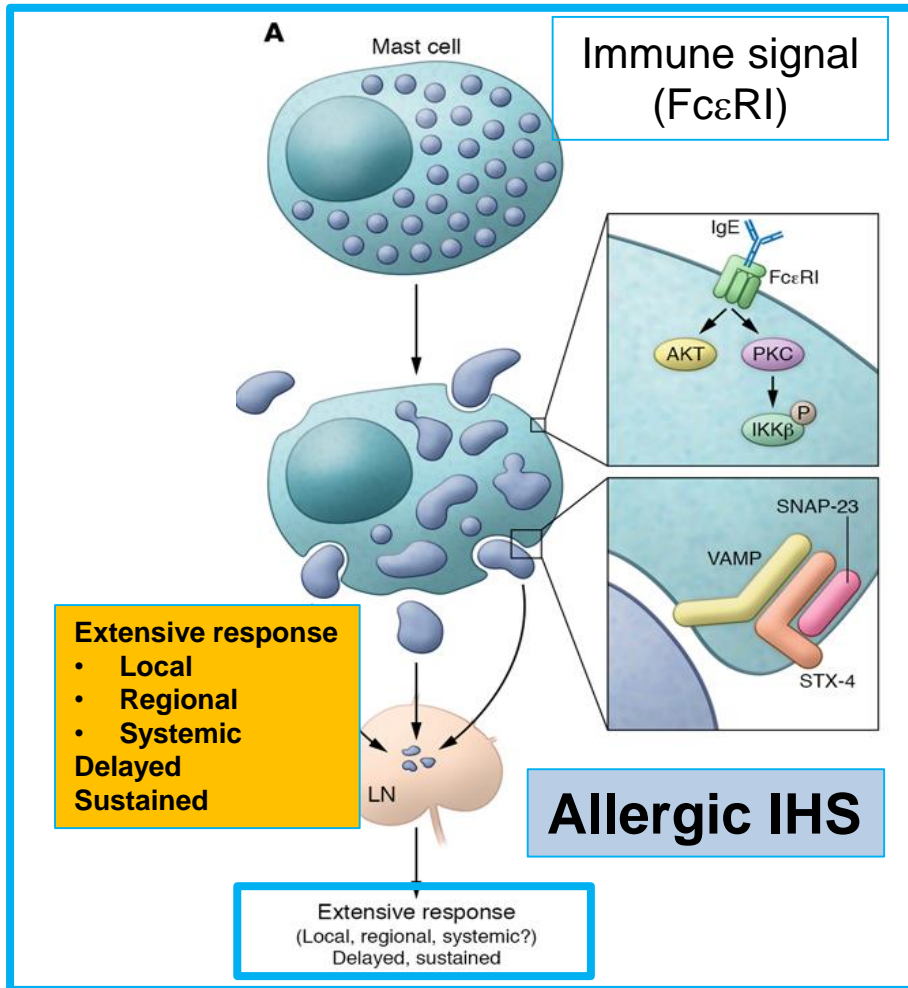 A
Mast cell
Immune signal
(FcεRI)
IgE
FcεRI
AKT
PKC
P
IKKβ
SNAP-23
VAMP
STX-4
Extensive response
• Local
• Regional
• Systemic
Delayed
Sustained
LN
Allergic IHS
Extensive response
(Local, regional, systemic?)
Delayed, sustained